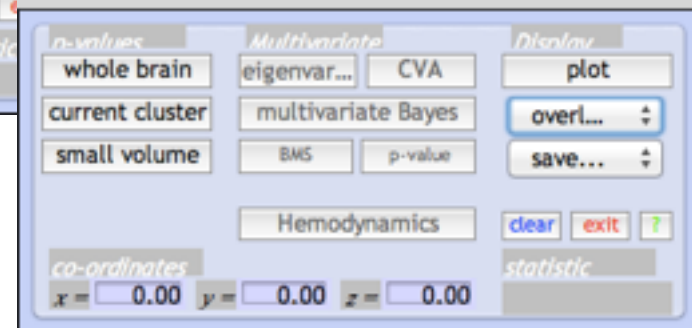 p-values Multivariate Display
whole brain eigenvar... CVA plot
current cluster multivariate Bayes overl...
small volume BMS p-value save...
Hemodynamics clear exit ?
co-ordinates statistic
x = 0.00 y = 0.00 z = 0.00